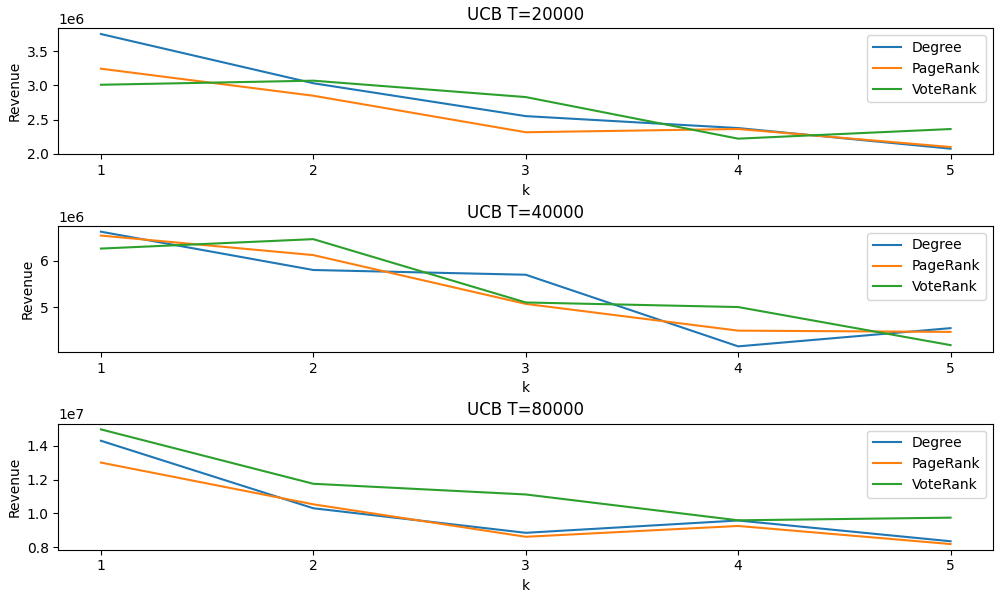 UCB T=20000
1e6
Revenue
3.5
3.0
2.5
2.0
Degree
PageRank
VoteRank
1 2 3 4 5
k
UCB T=40000
1e6
Revenue
6
5
Degree
PageRank
VoteRank
1 2 3 4 5
k
UCB T=80000
1e7
Revenue
1.4
1.2
1.0
0.8
Degree
PageRank
VoteRank
1 2 3 4 5
k